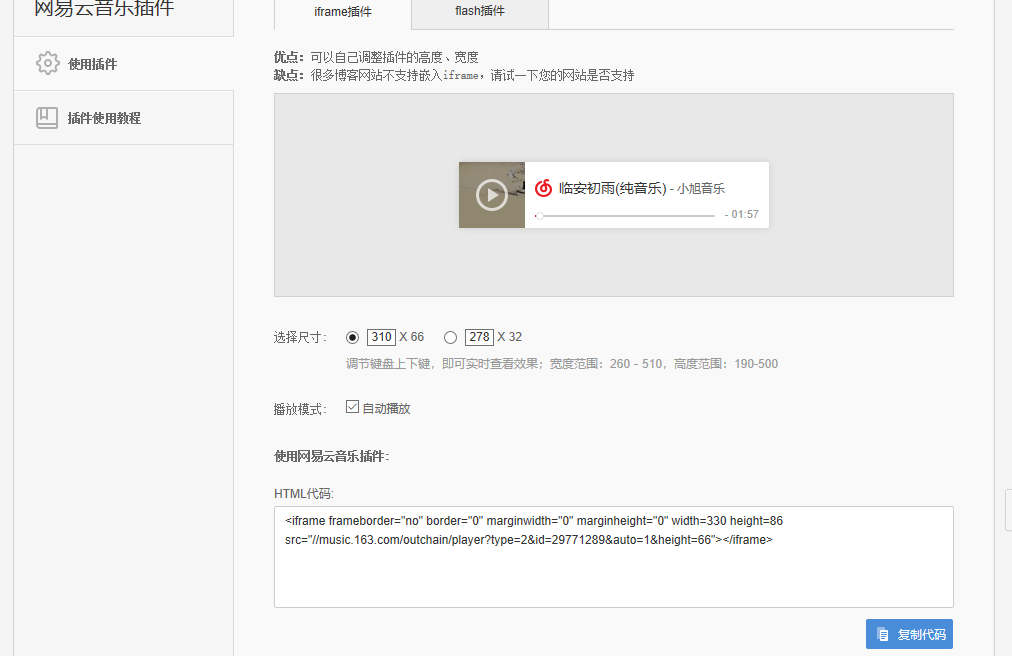 网易云音乐插件
使用插件
插件使用教程
iframe插件
flash插件
优点：可以自己调整插件的高度、宽度
缺点：很多博客网站不支持嵌入iframe，请试一下您的网站是否支持
临安初雨(纯音乐) - 小旭音乐
- 01:57
选择尺寸： 310 X 66 278 X 32
调节键盘上下键，即可实时查看效果；宽度范围：260 - 510，高度范围：190-500
播放模式： 自动播放
使用网易云音乐插件：
HTML代码:
<iframe frameborder="no" border="0" marginwidth="0" marginheight="0" width=330 height=86
src="//music.163.com/outchain/player?type=2&id=29771289&auto=1&height=66"></iframe>
复制代码